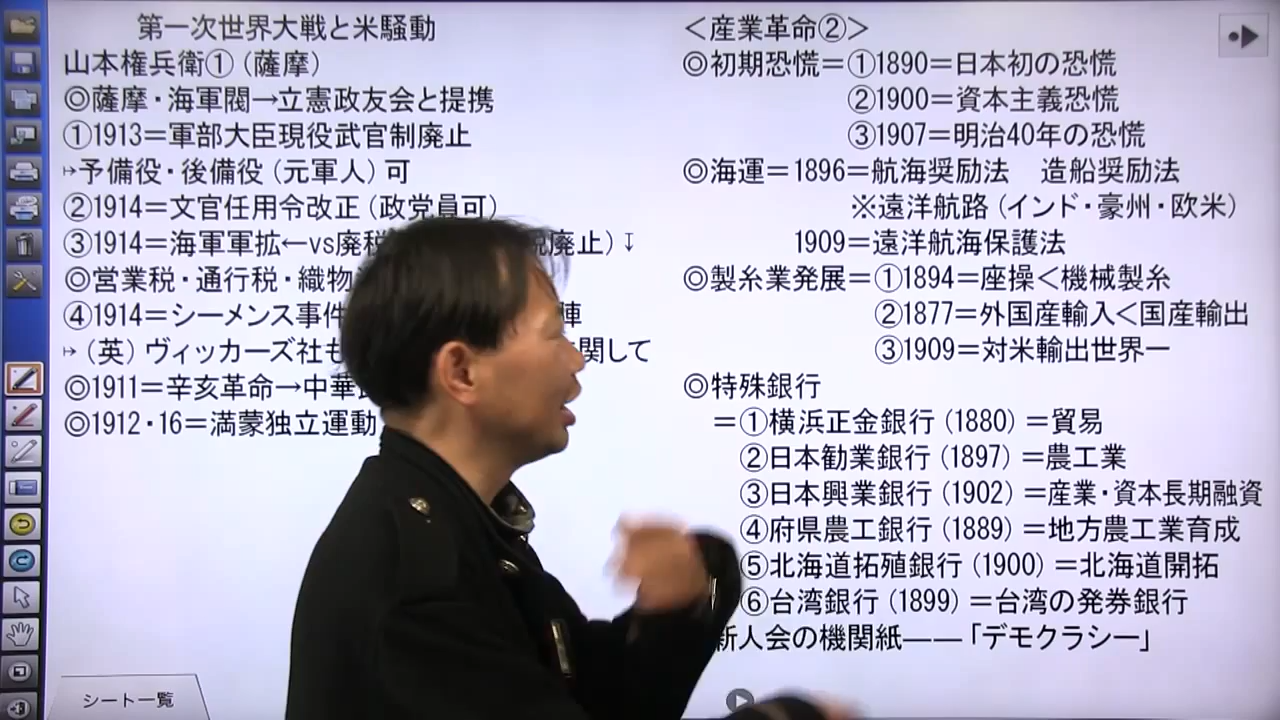 第一次世界大戦と米騒動
山本権兵衛①(薩摩)
◎薩摩・海軍閥→立憲政友会と提携
①1913=軍部大臣現役武官制廃止
↦予備役・後備役(元軍人)可
②1914=文官任用令改正(政党員可)
③1914=海軍軍拡←vs廃税 廃止)↧
◎営業税・通行税・織物
④1914=シーメンス事件 陣
↦(英)ヴィッカーズ社も 関して
◎1911=辛亥革命→中華
◎1912・16=満蒙独立運動
<産業革命②>
◎初期恐慌=①1890=日本初の恐慌
②1900=資本主義恐慌
③1907=明治40年の恐慌
◎海運=1896=航海奨励法 造船奨励法
※遠洋航路(インド・豪州・欧米)
1909=遠洋航海保護法
◎製糸業発展=①1894=座操<機械製糸
②1877=外国産輸入<国産輸出
③1909=対米輸出世界一
◎特殊銀行
=①横浜正金銀行(1880)=貿易
②日本勧業銀行(1897)=農工業
③日本興業銀行(1902)=産業・資本長期融資
④府県農工銀行(1889)=地方農工業育成
⑤北海道拓殖銀行(1900)=北海道開拓
⑥台湾銀行(1899)=台湾の発券銀行
新人会の機関紙――「デモクラシー」
シート一覧